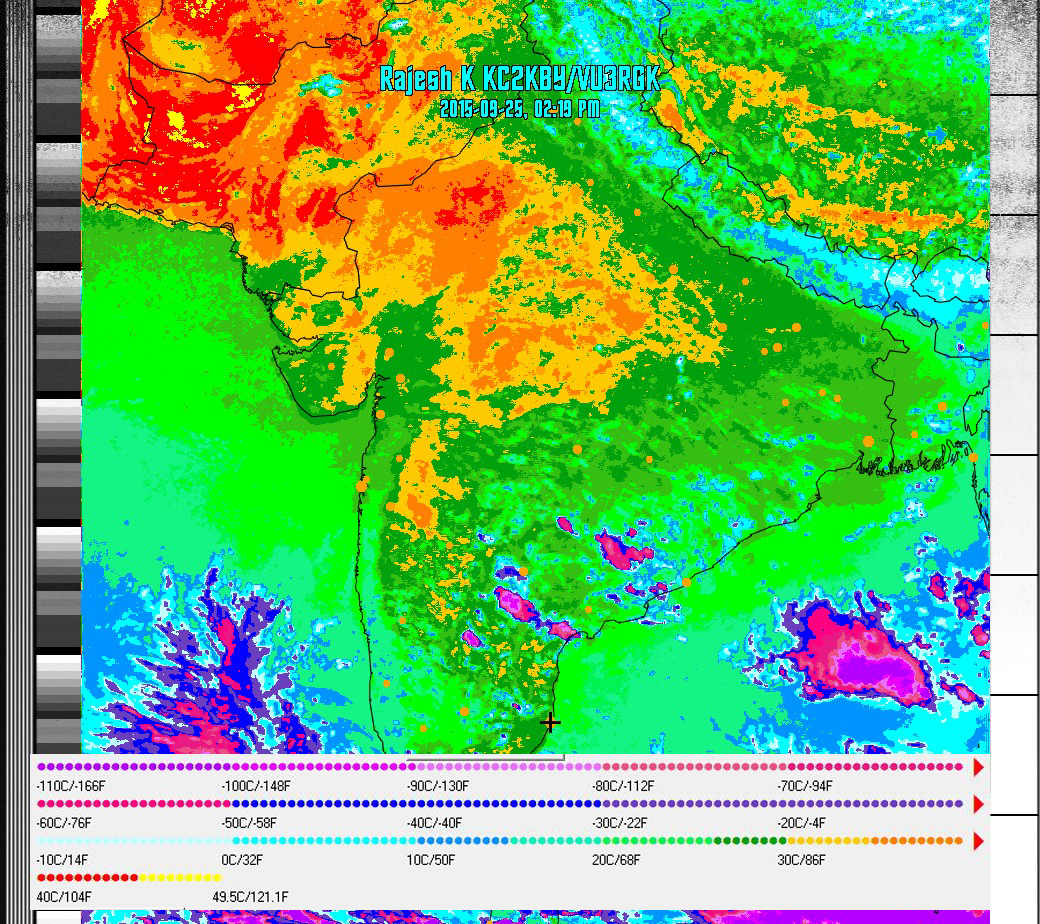 Rajesh K KC2KBY/VU3RGK
2015-09-25, 02:19 PM
-110C/-166F -100C/-148F -90C/-130F -80C/-112F -70C/-94F
-60C/-76F -50C/-58F -40C/-40F -30C/-22F -20C/-4F
-10C/14F 0C/32F 10C/50F 20C/68F 30C/86F
40C/104F 49.5C/121.1F